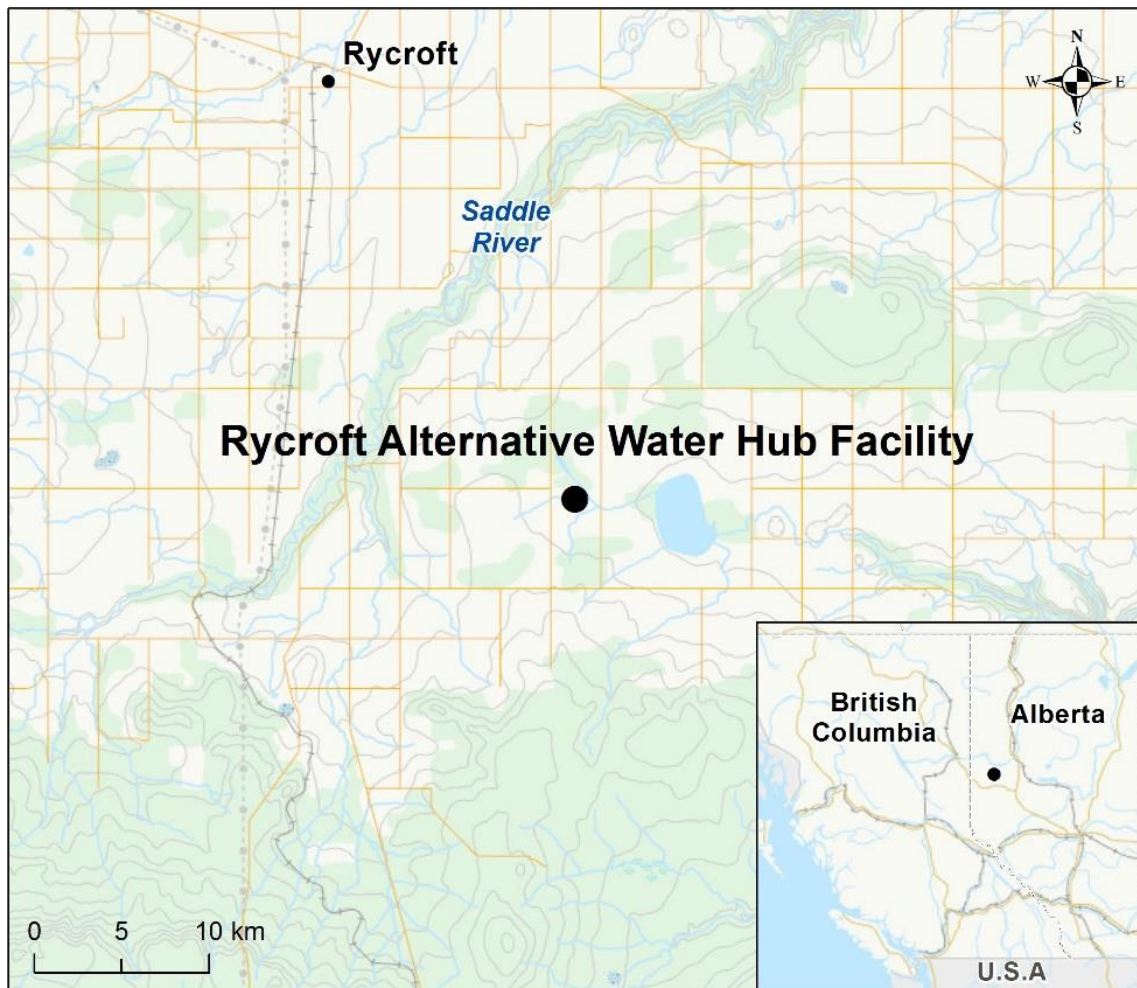 Rycroft
N
W E
S
Saddle
River
Rycroft Alternative Water Hub Facility
British
Columbia
Alberta
0 5 10 km
U.S.A